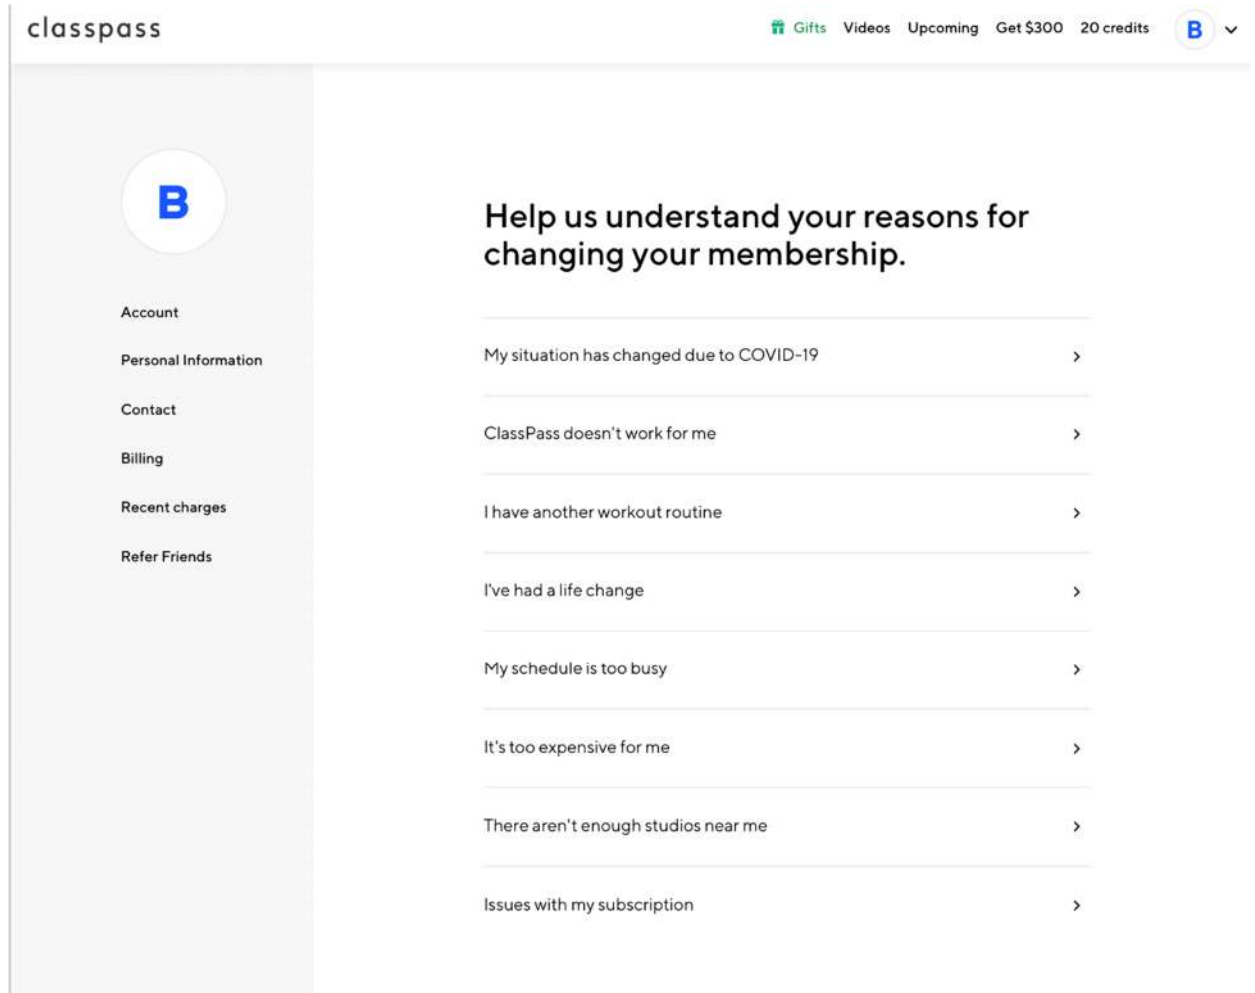 classpass
Gifts Videos Upcoming Get $300 20 credits B
B
Account
Personal Information
Contact
Billing
Recent charges
Refer Friends
Help us understand your reasons for
changing your membership.
My situation has changed due to COVID-19
ClassPass doesn't work for me
I have another workout routine
I've had a life change
My schedule is too busy
It's too expensive for me
There aren't enough studios near me
Issues with my subscription